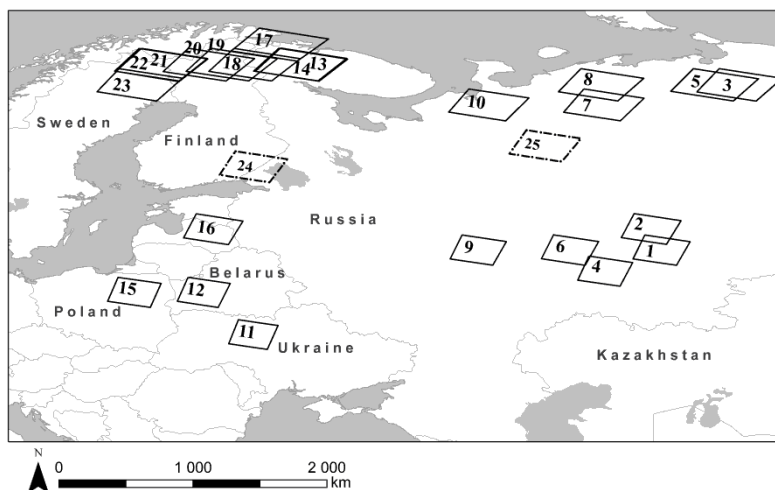 17
20 19
22 21 18 14 13
23
8
5 3
10 7
Sweden
Finland
25
24
Russia
16
2
9 6 1
4
Belarus
15 12
Poland
11
Ukraine
Kazakhstan
N
0 1 000 2 000
km